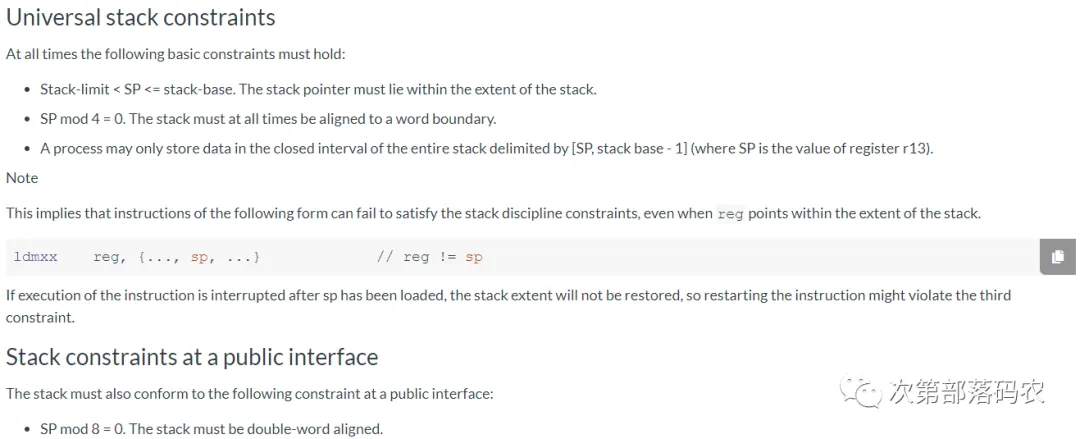 Universal stack constraints
At all times the following basic constraints must hold:
• Stack-limit < SP <= stack-base. The stack pointer must lie within the extent of the stack.
• SP mod 4 = 0. The stack must at all times be aligned to a word boundary.
• A process may only store data in the closed interval of the entire stack delimited by [SP, stack base - 1] (where SP is the value of register r13).
Note
This implies that instructions of the following form can fail to satisfy the stack discipline constraints, even when reg points within the extent of the stack.
ldmxx reg, {..., sp, ...} // reg != sp
If execution of the instruction is interrupted after sp has been loaded, the stack extent will not be restored, so restarting the instruction might violate the third
constraint.
Stack constraints at a public interface
The stack must also conform to the following constraint at a public interface:
• SP mod 8 = 0. The stack must be double-word aligned.
次第部落码农